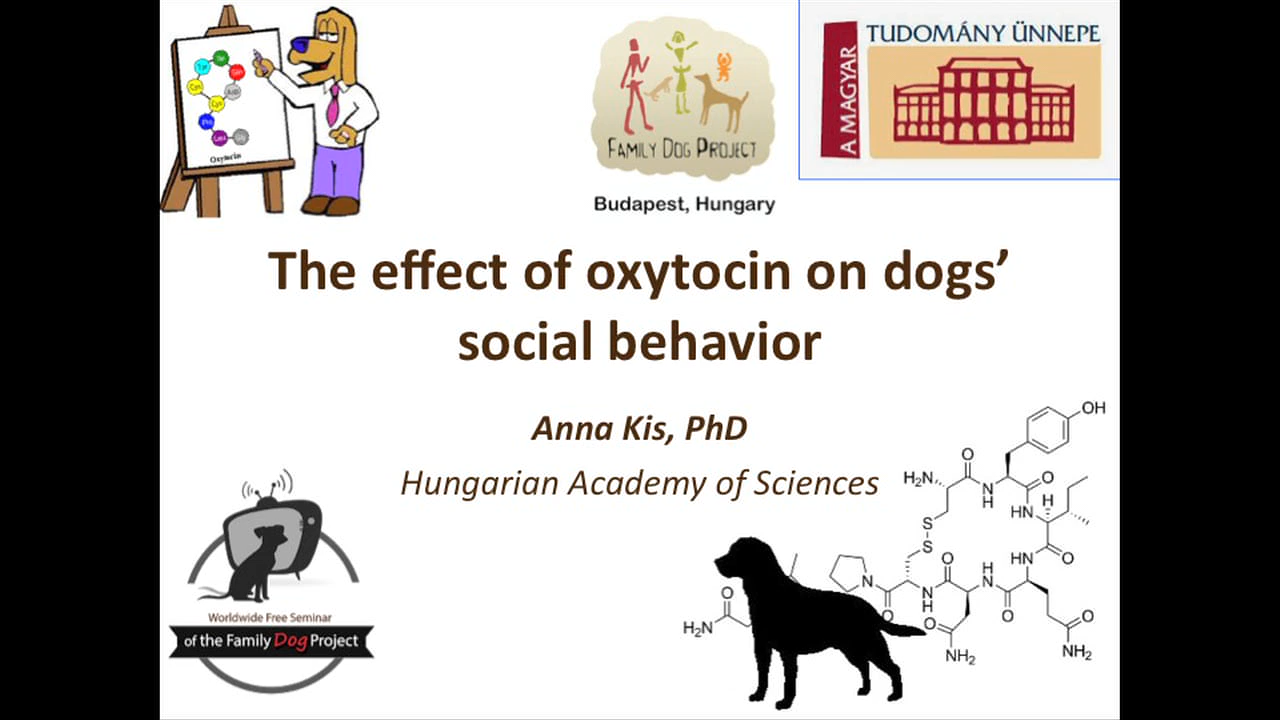 Oxytocin
FAMILY DOG PROJECT
Budapest, Hungary
A MAGYAR
TUDOMÁNY ÜNNEPE
The effect of oxytocin on dogs’
social behavior
Anna Kis, PhD
Hungarian Academy of Sciences
Worldwide Free Seminar
of the Family Dog Project
OH
O
H₂N
N
H
O
HN
H
S
S
O
O
HN
H
N
N
O
N
H
O
O
H₂N
O
NH₂
O
NH₂